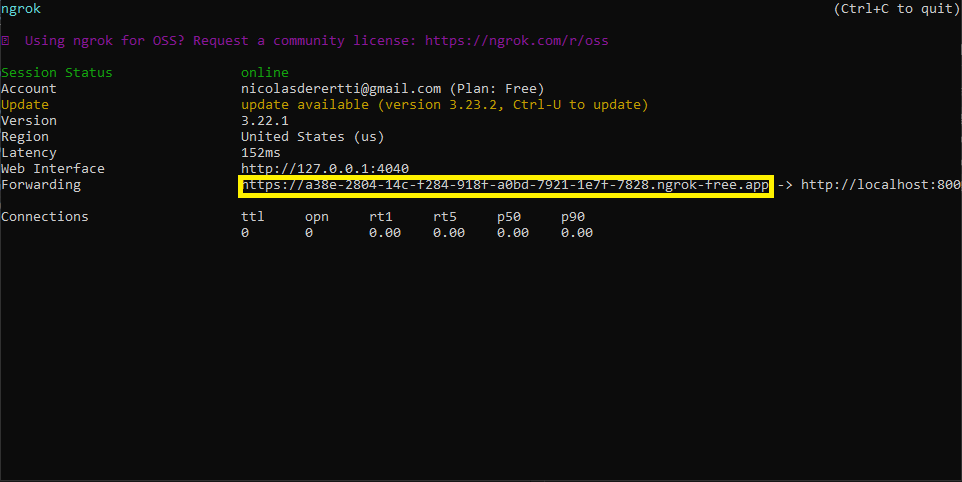 ngrok (Ctrl+C to quit)
Using ngrok for OSS? Request a community license: https://ngrok.com/r/oss
Session Status online
Account nicolasderertti@gmail.com (Plan: Free)
Update update available (version 3.23.2, Ctrl-U to update)
Version 3.22.1
Region United States (us)
Latency 152ms
Web Interface http://127.0.0.1:4040
Forwarding https://a38e-2804-14c-f284-918f-a0bd-7921-1e7f-7828.ngrok-free.app -> http://localhost:800
Connections ttl opn rt1 rt5 p50 p90
0 0 0.00 0.00 0.00 0.00